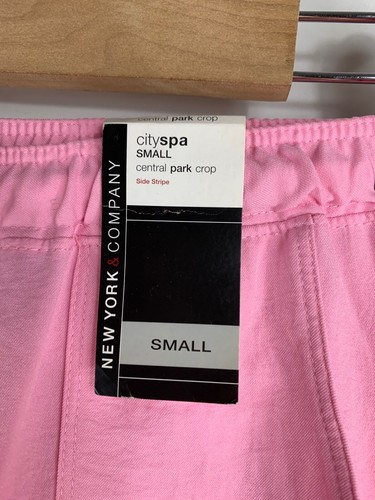 central park crop
cityspa
SMALL
central park crop
Side Stripe
NEW YORK & COMPANY
SMALL